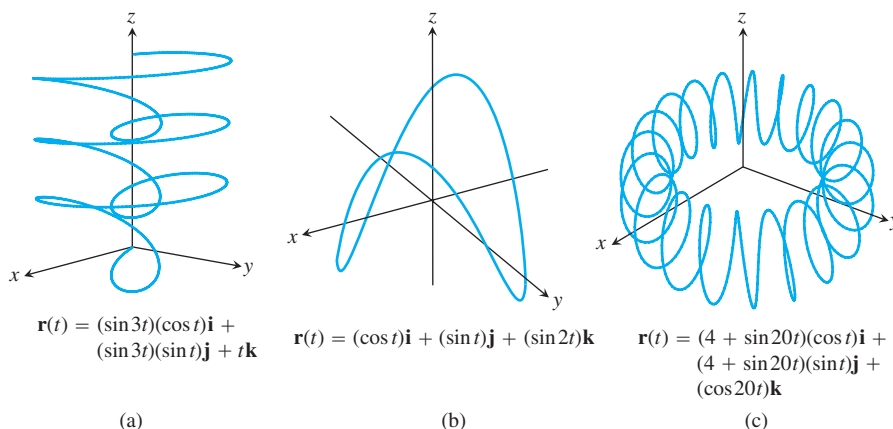 z
x
y
r(t) = (sin 3t)(cos t)i +
(sin 3t)(sin t)j + tk
(a)
z
x
y
r(t) = (cos t)i + (sin t)j + (sin 2t)k
(b)
z
x
y
r(t) = (4 + sin 20t)(cos t)i +
(4 + sin 20t)(sin t)j +
(cos 20t)k
(c)